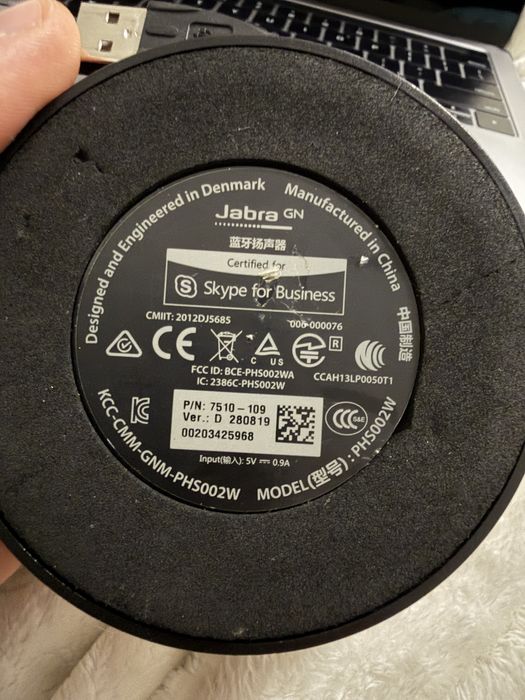 Designed and Engineered in Denmark
Manufactured in China
中国制造
Jabra GN
蓝牙扬声器
Certified for
Skype for Business
CMIIT: 2012DJ5685
006-000076
R
C US
FCC ID: BCE-PHS002WA
IC: 2386C-PHS002W
CCAH13LP0050T1
P/N: 7510-109
Ver.: D 280819
00203425968
S&E
Input(输入): 5V 0.9A
KCC-CMM-GNM-PHS002W
MODEL(型号): PHS002W